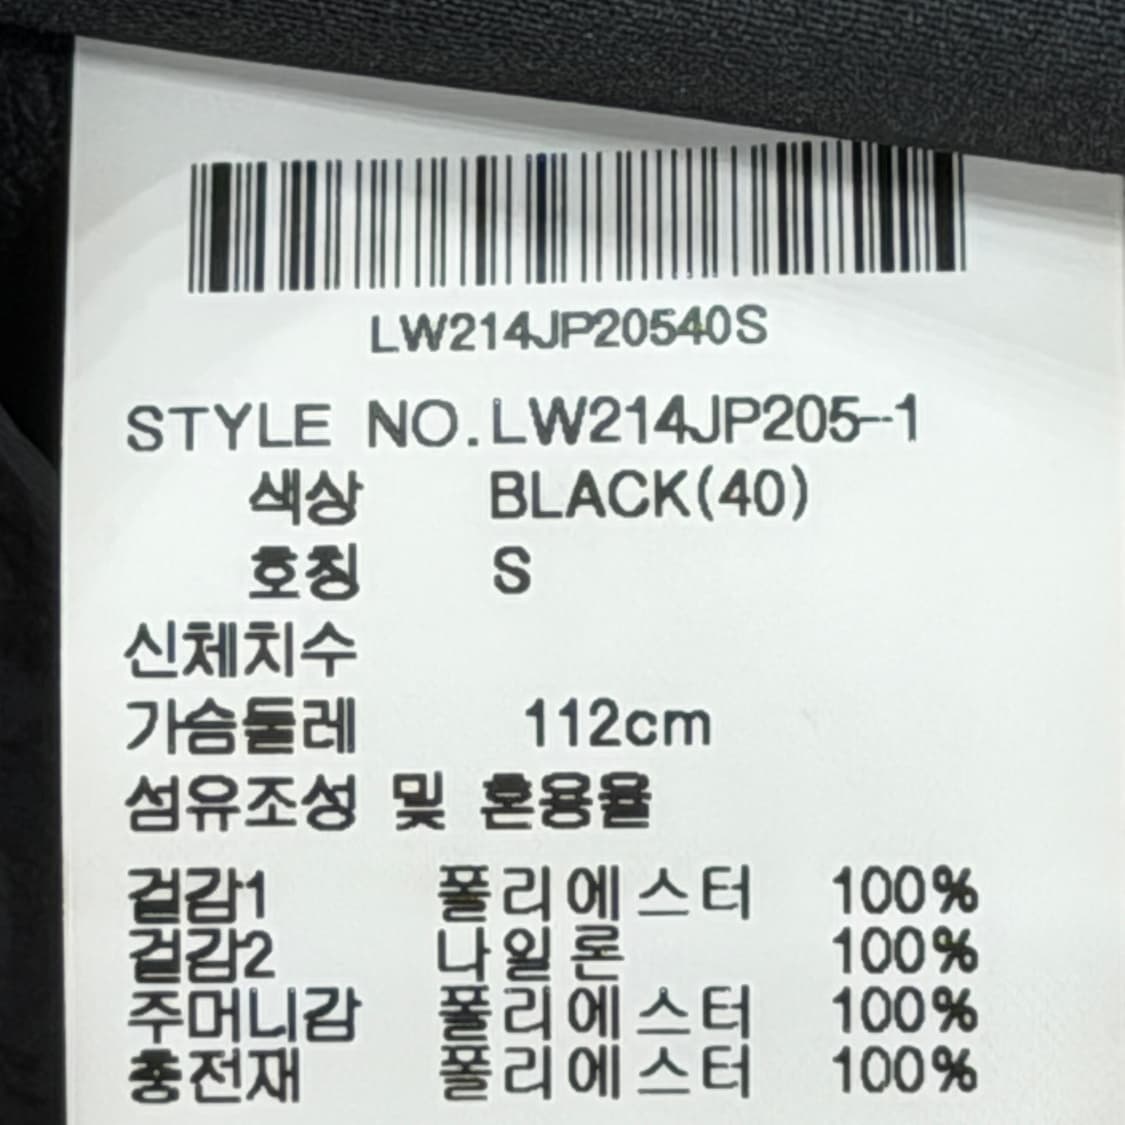 LW214JP20540S
STYLE NO.LW214JP205-1
색상 BLACK(40)
호칭 S
신체치수
가슴둘레 112cm
섬유조성 및 혼용율
겉감1 폴리에스터 100%
겉감2 나일론 100%
주머니감 폴리에스터 100%
충전재 폴리에스터 100%